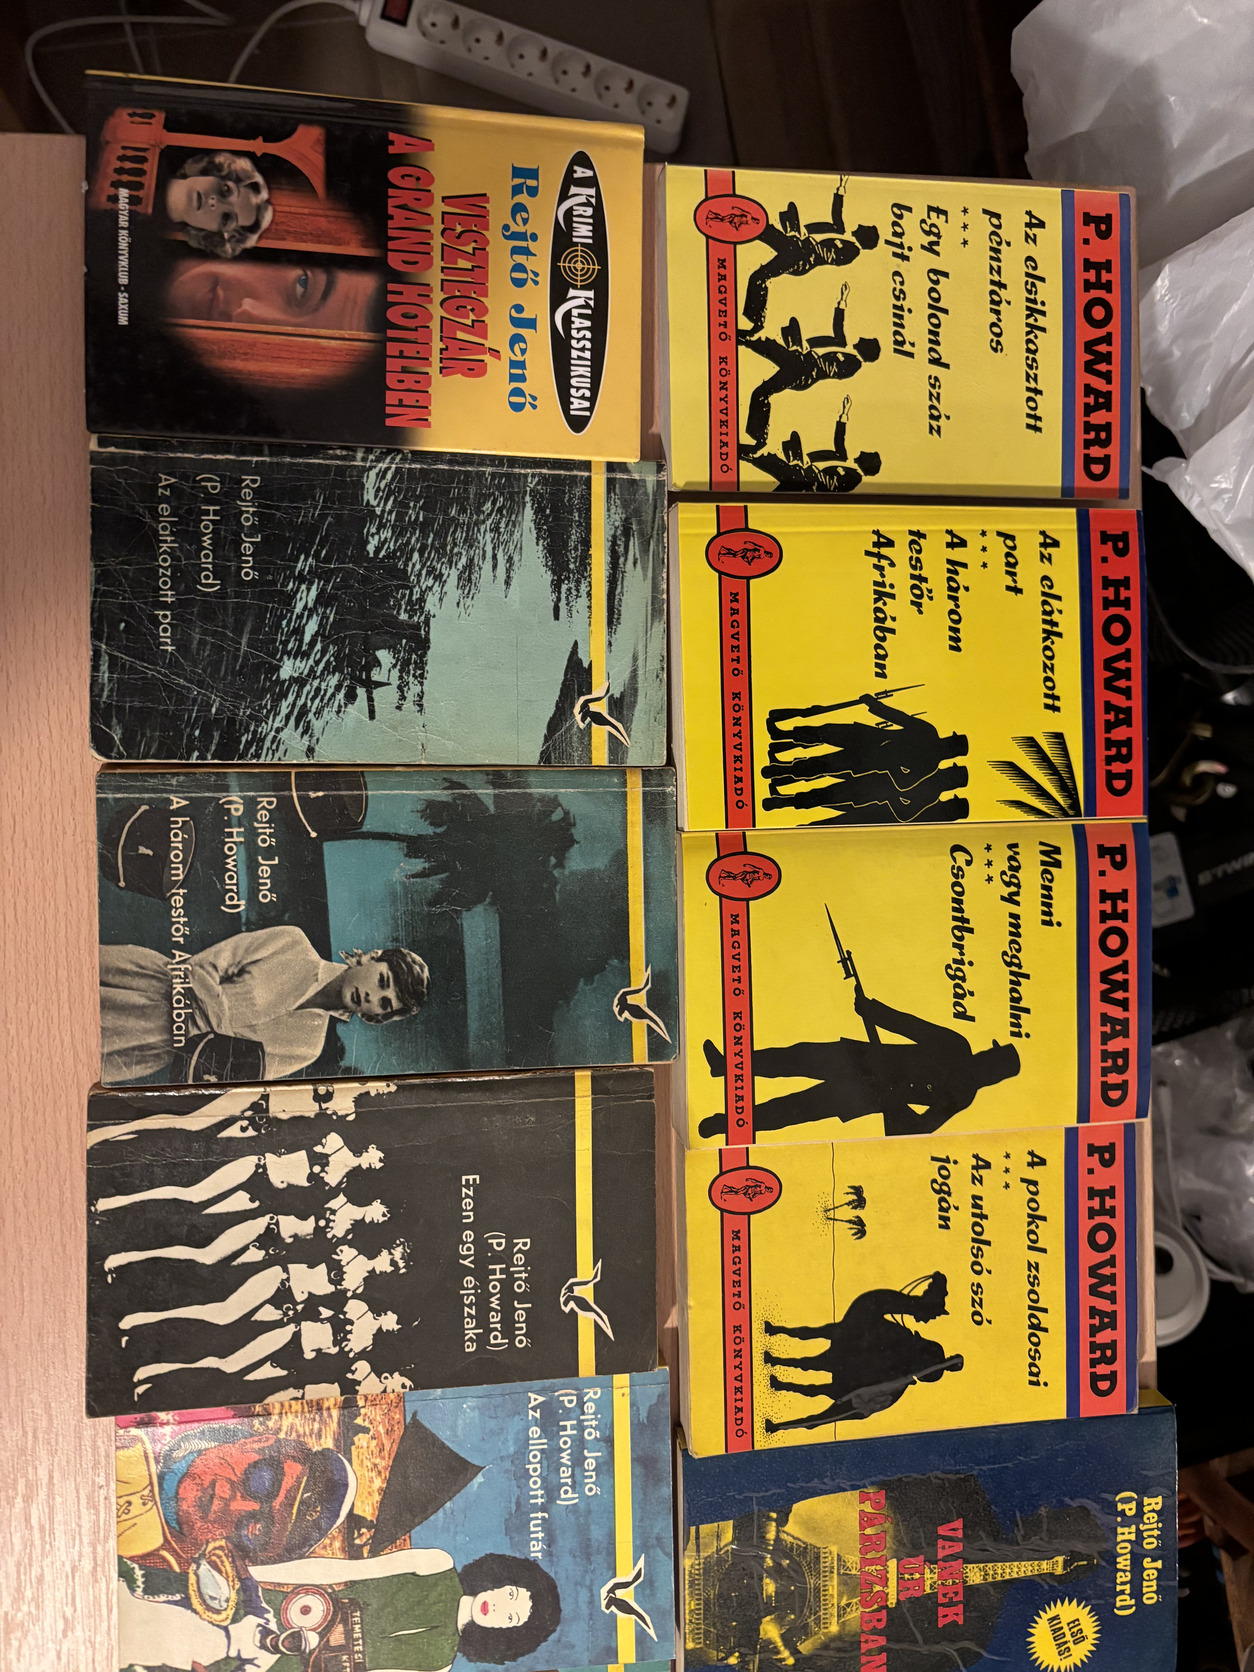 P. HOWARD
Az elsikkasztott
pénztáros
***
Egy bolond száz
bajt csinál
MAGVETŐ KÖNYVKIADÓ
P. HOWARD
Az elátkozott
part
***
A három
testőr
Afrikában
MAGVETŐ KÖNYVKIADÓ
P. HOWARD
Menni
vagy meghalni
***
Csontbrigád
MAGVETŐ KÖNYVKIADÓ
P. HOWARD
A pokol zsoldosai
***
Az utolsó szó
jogán
MAGVETŐ KÖNYVKIADÓ
Rejtő Jenő
(P. Howard)
ELSŐ
KIADÁS!
VANEK
ÚR
PÁRIZSBAN
A KRIMI KLASSZIKUSAI
Rejtő Jenő
VESZTEGZÁR
A GRAND HOTELBEN
MAGYAR KÖNYVKLUB - SAXUM
Rejtő Jenő
(P. Howard)
Az elátkozott part
Rejtő Jenő
(P. Howard)
A három testőr Afrikában
Rejtő Jenő
(P. Howard)
Ezen egy éjszaka
Rejtő Jenő
(P. Howard)
Az ellopott futár
TEMETÉSI